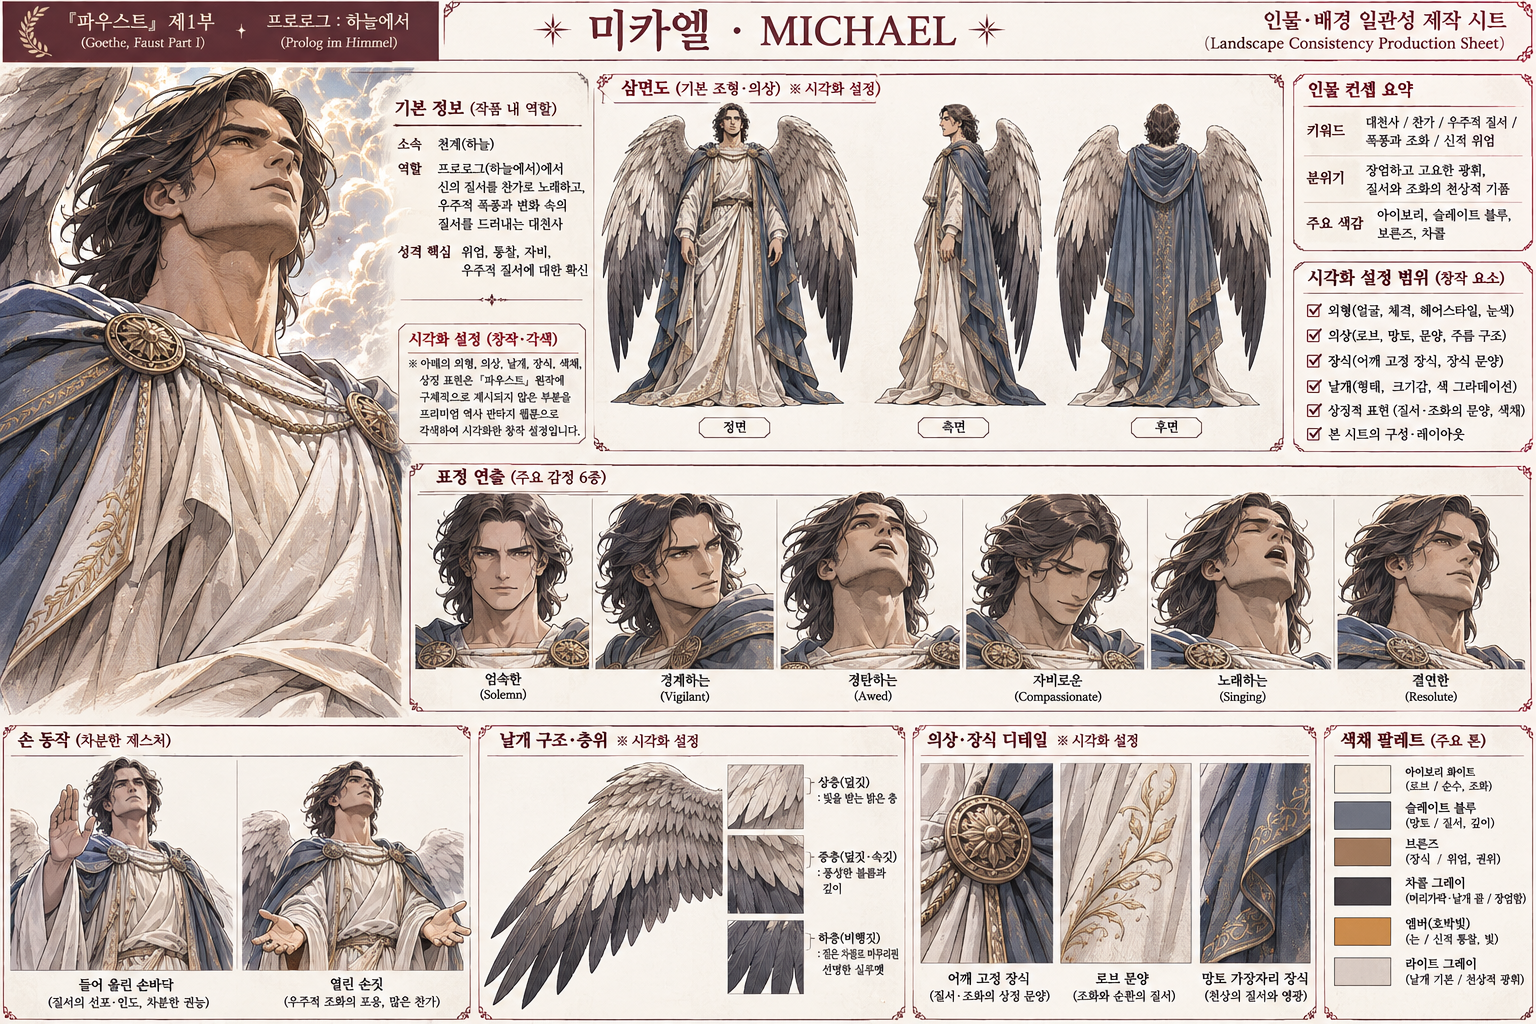 『파우스트』 제1부
(Goethe, Faust Part I)
프로로그 : 하늘에서
(Prolog im Himmel)
미카엘 · MICHAEL
인물·배경 일관성 제작 시트
(Landscape Consistency Production Sheet)
기본 정보 (작품 내 역할)
소속 천계(하늘)
역할 프로로그(하늘에서)에서
신의 질서를 찬가로 노래하고,
우주적 폭풍과 변화 속의
질서를 드러내는 대천사
성격 핵심 위엄, 통찰, 자비,
우주적 질서에 대한 확신
시각화 설정 (창작·각색)
※ 아래의 외형, 의상, 날개, 장식, 색채,
상징 표현은 「파우스트」 원작에
구체적으로 제시되지 않은 부분을
프리미엄 역사 판타지 웹툰으로
각색하여 시각화한 창작 설정입니다.
삼면도 (기본 조형·의상) ※ 시각화 설정)
정면
측면
후면
인물 컨셉 요약
키워드 대천사 / 찬가 / 우주적 질서 /
폭풍과 조화 / 신적 위엄
분위기 장엄하고 고요한 광휘,
질서와 조화의 천상적 기품
주요 색감 아이보리, 슬레이트 블루,
보른즈, 차콜
시각화 설정 범위 (창작 요소)
외형(얼굴, 체격, 헤어스타일, 눈색)
의상(로브, 망토, 문양, 주름 구조)
장식(어깨 고정 장식, 장식 문양)
날개(형태, 크기감, 색 그라데이션)
상징적 표현 (질서·조화의 문양, 색채)
본 시트의 구성·레이아웃
표정 연출 (주요 감정 6종)
엄숙한
(Solemn)
경계하는
(Vigilant)
경탄하는
(Awed)
자비로운
(Compassionate)
노래하는
(Singing)
결연한
(Resolute)
손 동작 (차분한 제스처)
들어 올린 손바닥
(질서의 선포·인도, 차분한 권능)
열린 손짓
(우주적 조화의 포용, 많은 찬가)
날개 구조·층위 ※ 시각화 설정
상층(덮깃)
: 빛을 받는 밝은 층
중층(덮깃·속깃)
: 풍성한 볼륨과
깊이
하층(비행깃)
: 짙은 차콜로 마무리된
선명한 실루엣
의상·장식 디테일 ※ 시각화 설정
어깨 고정 장식
(질서·조화의 상징 문양)
로브 문양
(조화와 순환의 질서)
망토 가장자리 장식
(천상의 질서와 영광)
색채 팔레트 (주요 톤)
아이보리 화이트
(로브 / 순수, 조화)
슬레이트 블루
(망토 / 질서, 깊이)
브른즈
(장식 / 위엄, 권위)
차콜 그레이
(머리카락·날개 끝 / 장엄함)
엠버(호박빛)
(눈 / 신적 통찰, 빛)
라이트 그레이
(날개 기본 / 천상적 광휘)